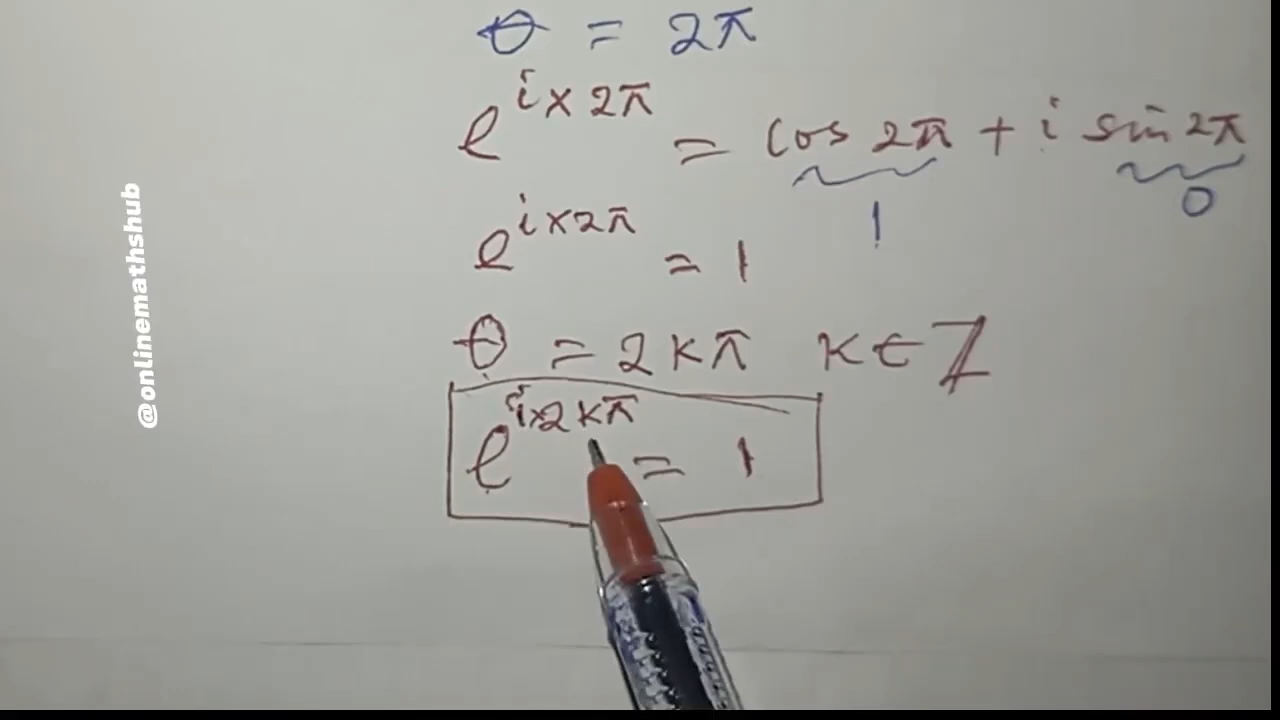 θ = 2π
e^{i×2π} = cos 2π + i sin 2π
1 0
e^{i×2π} = 1
θ = 2kπ k ∈ ℤ
e^{i×2kπ} = 1
@onlinemathshub